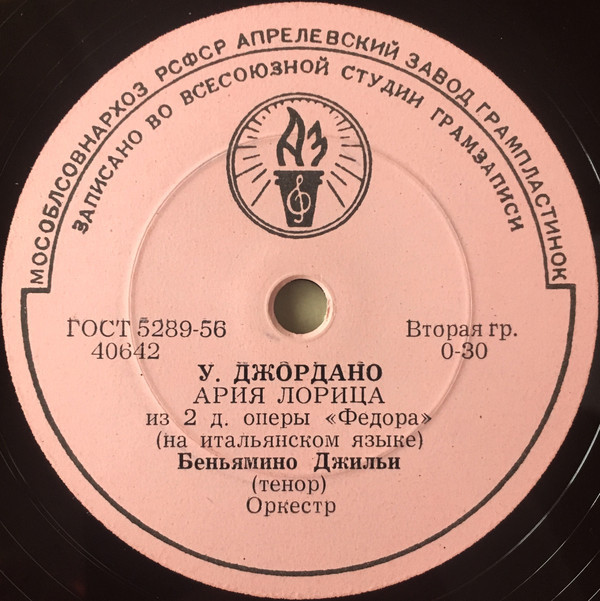 МОСОБЛСОВНАРХОЗ РСФСР АПРЕЛЕВСКИЙ ЗАВОД ГРАМПЛАСТИНОК
ЗАПИСАНО ВО ВСЕСОЮЗНОЙ СТУДИИ ГРАМЗАПИСИ
АЗ
ГОСТ 5289-56
40642
Вторая гр.
0-30
У. ДЖОРДАНО
АРИЯ ЛОРИЦА
из 2 д. оперы «Федора»
(на итальянском языке)
Беньямино Джильи
(тенор)
Оркестр